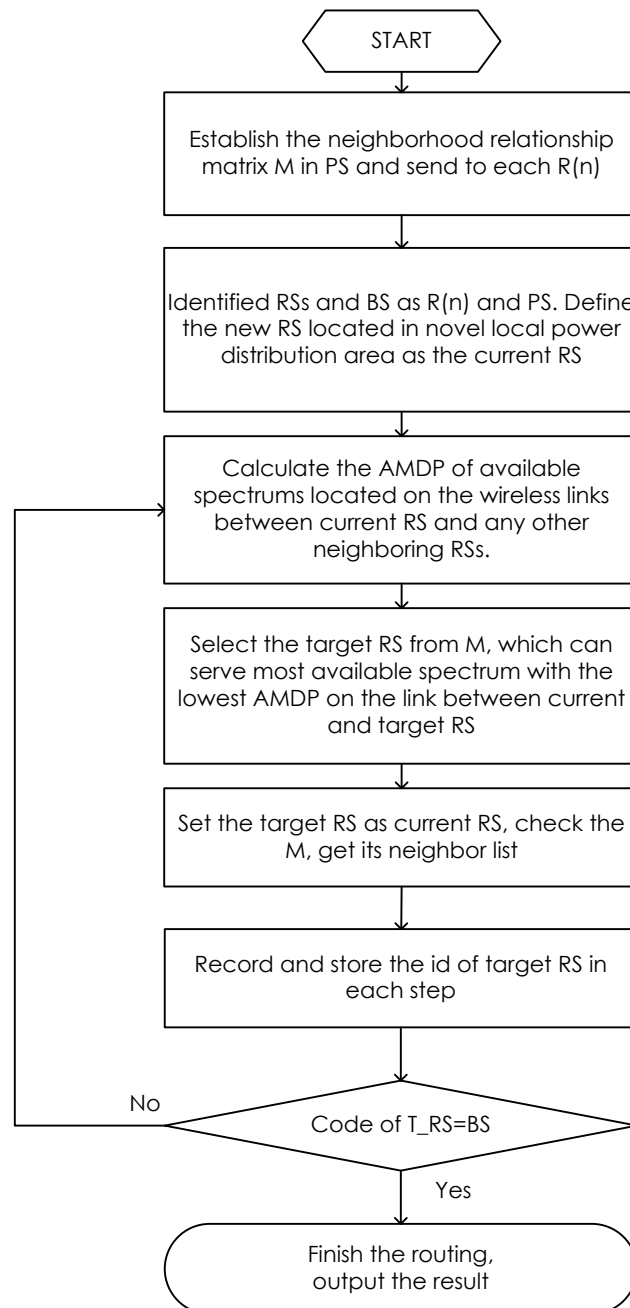 START
Establish the neighborhood relationship
matrix M in PS and send to each R(n)
Identified RSs and BS as R(n) and PS. Define
the new RS located in novel local power
distribution area as the current RS
Calculate the AMDP of available
spectrums located on the wireless links
between current RS and any other
neighboring RSs.
Select the target RS from M, which can
serve most available spectrum with the
lowest AMDP on the link between current
and target RS
Set the target RS as current RS, check the
M, get its neighbor list
Record and store the id of target RS in
each step
No
Code of T_RS=BS
Yes
Finish the routing,
output the result